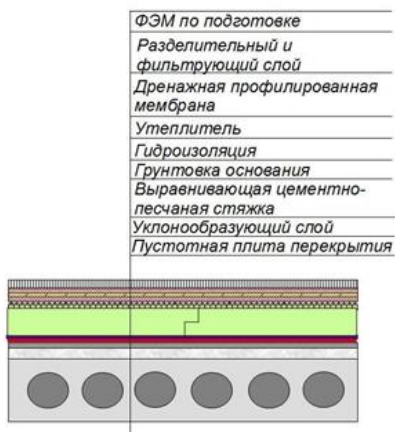 ФЭМ по подготовке
Разделительный и
фильтрующий слой
Дренажная профилированная
мембрана
Утеплитель
Гидроизоляция
Грунтовка основания
Выравнивающая цементно-
песчаная стяжка
Уклонообразующий слой
Пустотная плита перекрытия